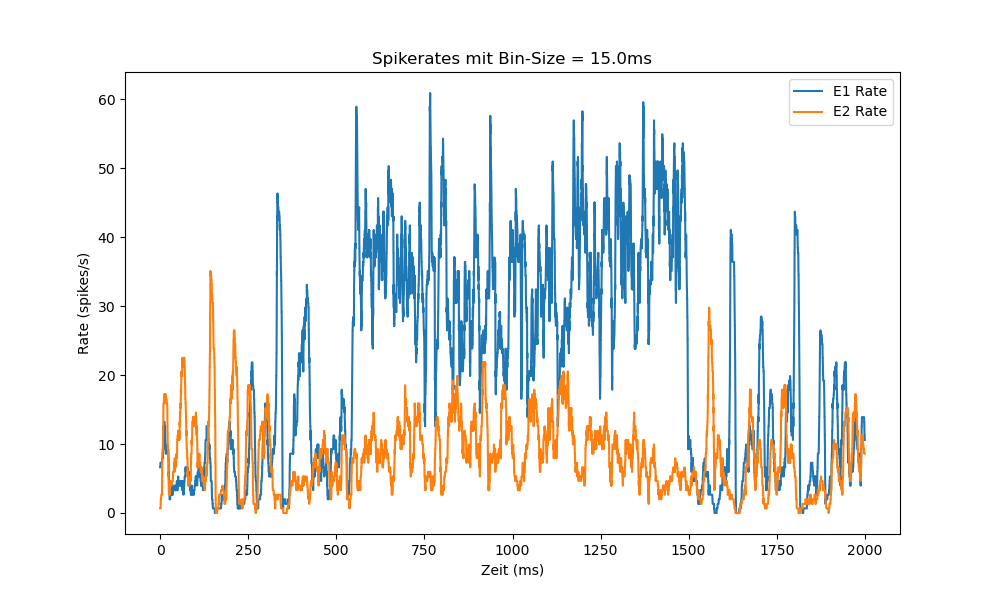 Spikerates mit Bin-Size = 15.0ms
E1 Rate
E2 Rate
60
50
40
30
20
10
0
Rate (spikes/s)
0 250 500 750 1000 1250 1500 1750 2000
Zeit (ms)